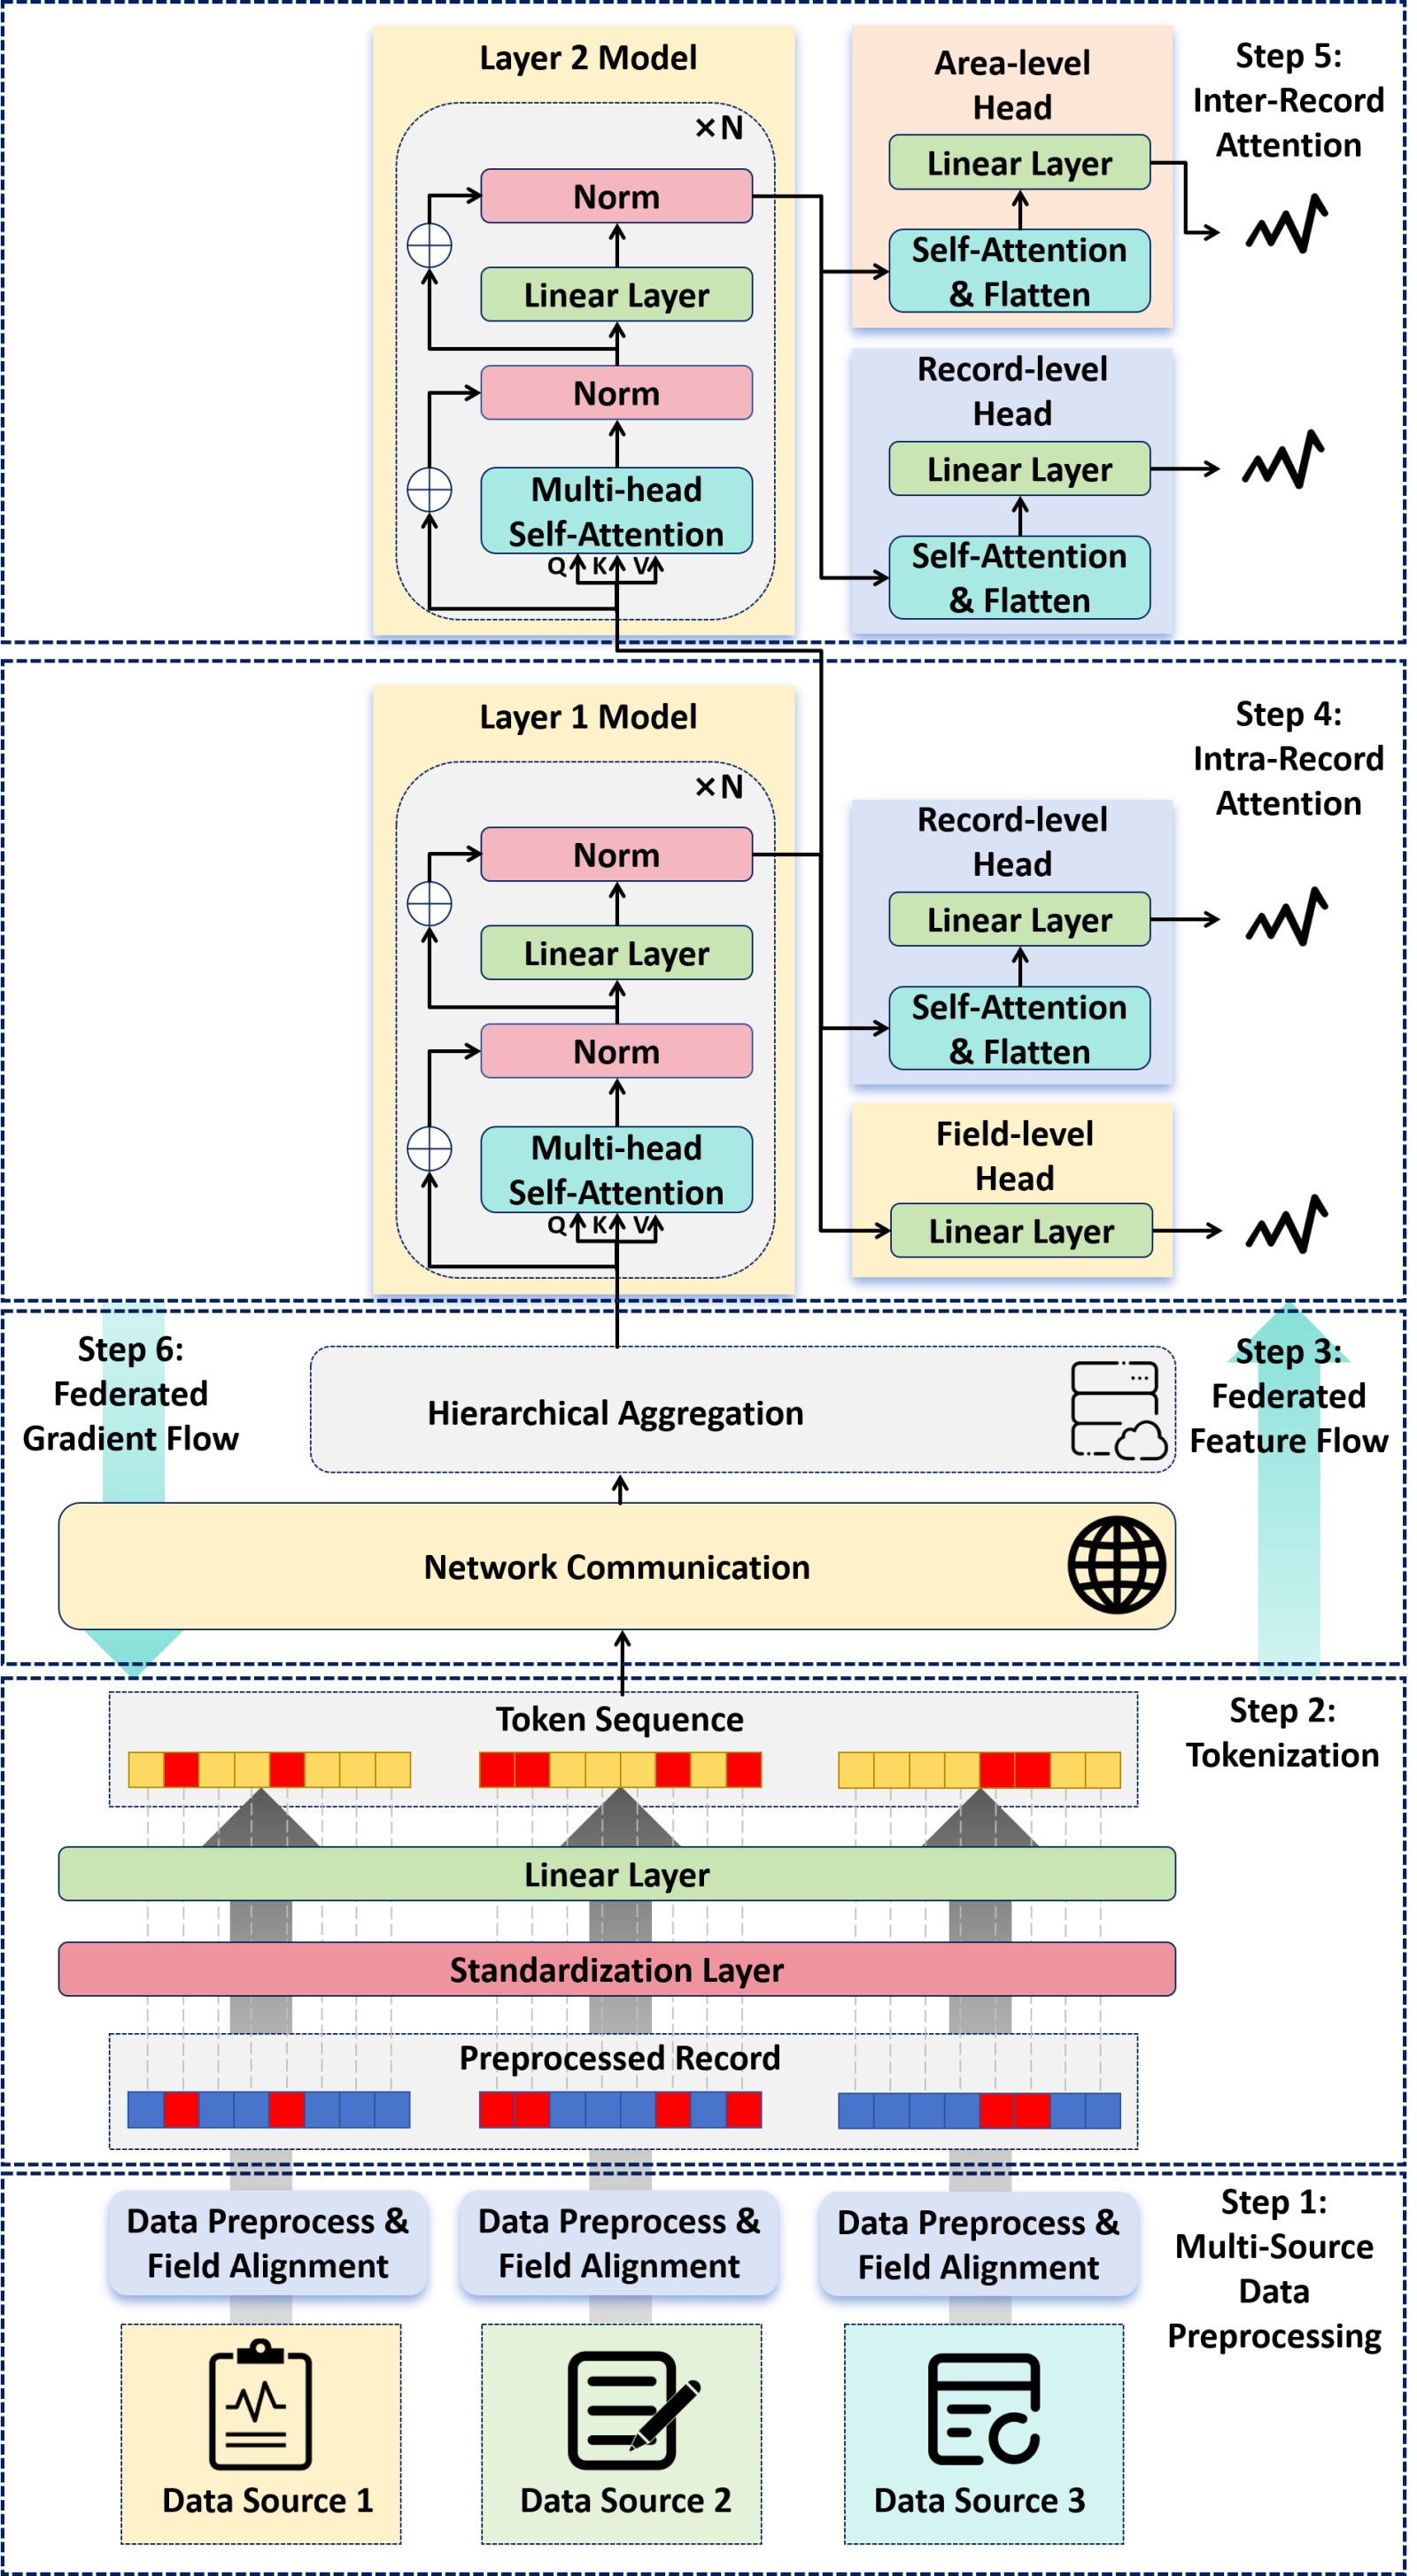 Layer 2 Model
×N
Norm
Linear Layer
Norm
Multi-head
Self-Attention
Q K V
Area-level
Head
Linear Layer
Self-Attention
& Flatten
Record-level
Head
Linear Layer
Self-Attention
& Flatten
Step 5:
Inter-Record
Attention
Layer 1 Model
×N
Norm
Linear Layer
Norm
Multi-head
Self-Attention
Q K V
Record-level
Head
Linear Layer
Self-Attention
& Flatten
Field-level
Head
Linear Layer
Step 4:
Intra-Record
Attention
Step 6:
Federated
Gradient Flow
Hierarchical Aggregation
Step 3:
Federated
Feature Flow
Network Communication
Token Sequence
Step 2:
Tokenization
Linear Layer
Standardization Layer
Preprocessed Record
Data Preprocess &
Field Alignment
Data Preprocess &
Field Alignment
Data Preprocess &
Field Alignment
Step 1:
Multi-Source
Data
Preprocessing
Data Source 1
Data Source 2
Data Source 3